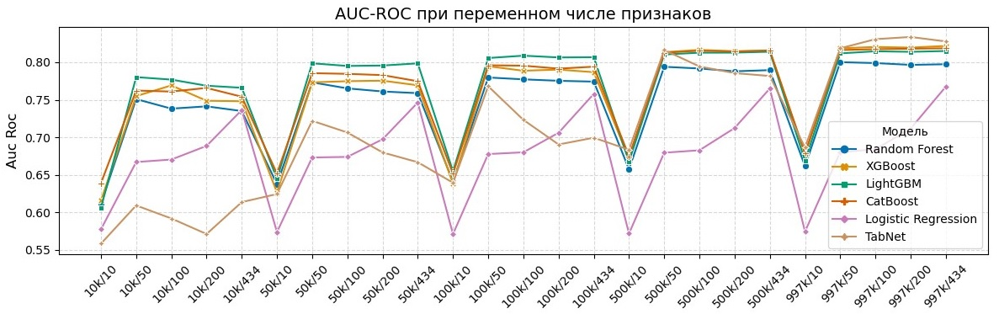 AUC-ROC при переменном числе признаков
Auc Roc
0.80
0.75
0.70
0.65
0.60
0.55
Модель
Random Forest
XGBoost
LightGBM
CatBoost
Logistic Regression
TabNet
10k/10
10k/50
10k/100
10k/200
10k/434
50k/10
50k/50
50k/100
50k/200
50k/434
100k/10
100k/50
100k/100
100k/200
100k/434
500k/10
500k/50
500k/100
500k/200
500k/434
997k/10
997k/50
997k/100
997k/200
997k/434